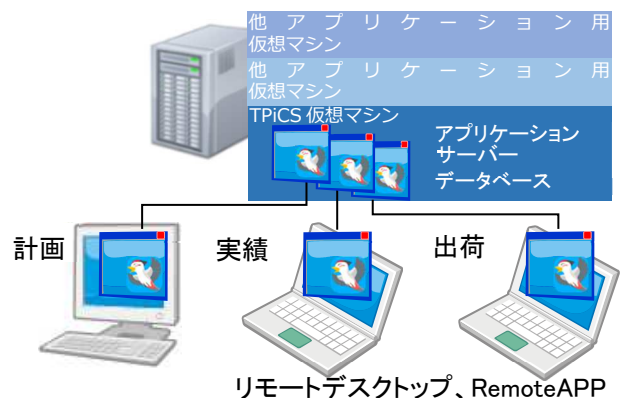 他アプリケーション用
仮想マシン
他アプリケーション用
仮想マシン
TPiCS 仮想マシン
アプリケーション
サーバー
データベース
計画
実績
出荷
リモートデスクトップ、RemoteAPP